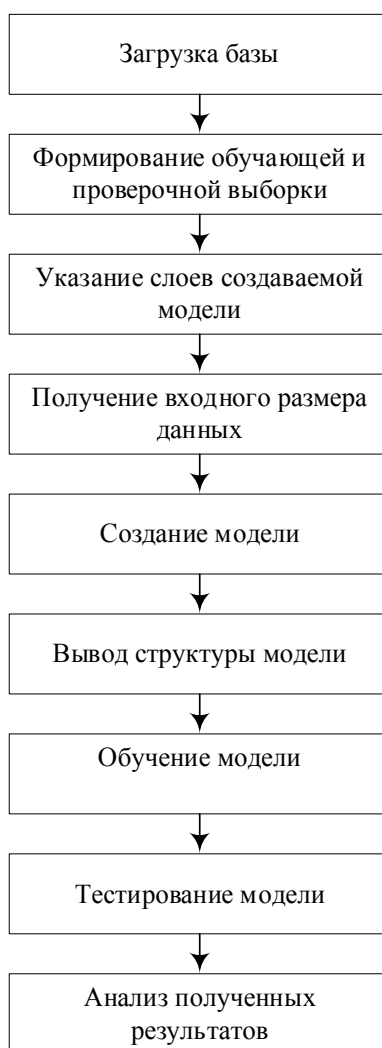 Загрузка базы
Формирование обучающей и
проверочной выборки
Указание слоев создаваемой
модели
Получение входного размера
данных
Создание модели
Вывод структуры модели
Обучение модели
Тестирование модели
Анализ полученных
результатов